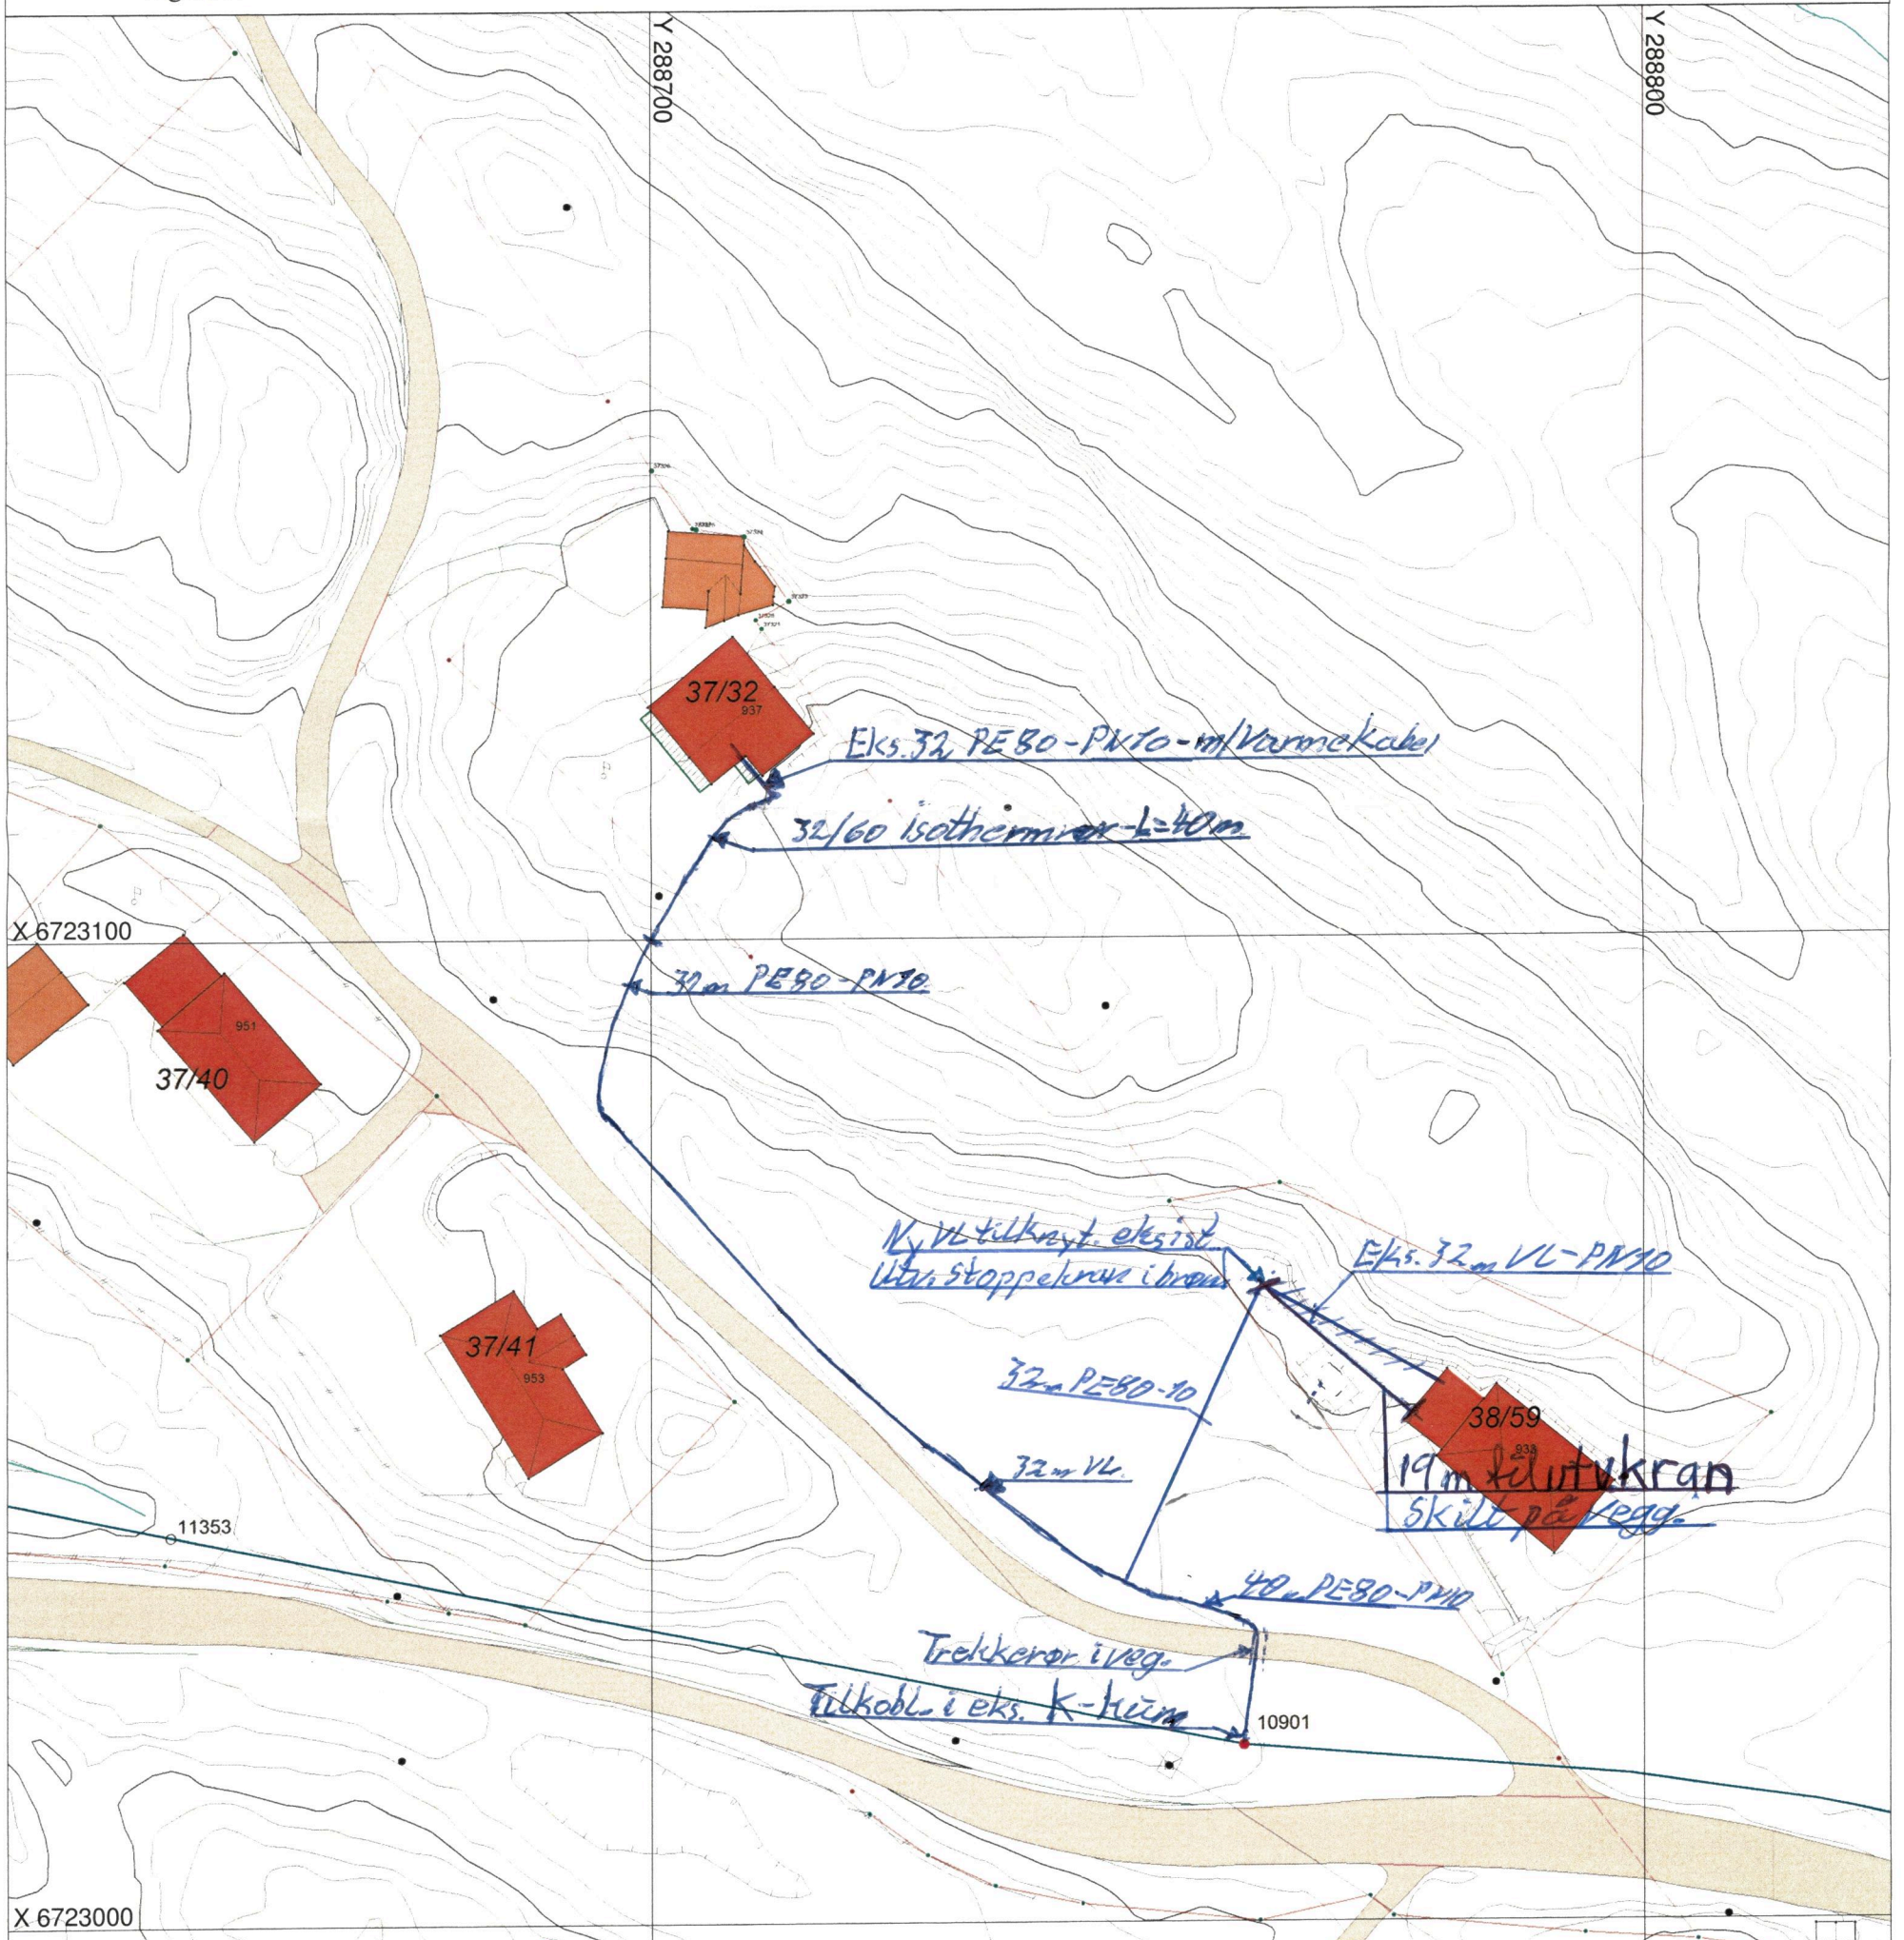 Y 288700
Y 288800
37/32
937
Eks. 32 PE80-PN10-m/Varmekabel
32/60 isothermrør-L=40m
X 6723100
32m PE80-PN10.
951
37/40
Ny VL tilknyt. eksist.
Utv. stoppekran i brønn
Eks. 32m VL-PN10
37/41
953
32m PE80-10
38/59
933
19m til utvkran
Skilt på vegg.
32m VL.
11353
40m PE80-PN10
Trekkerør i veg.
Tilkobl. i eks. K-kum
10901
X 6723000